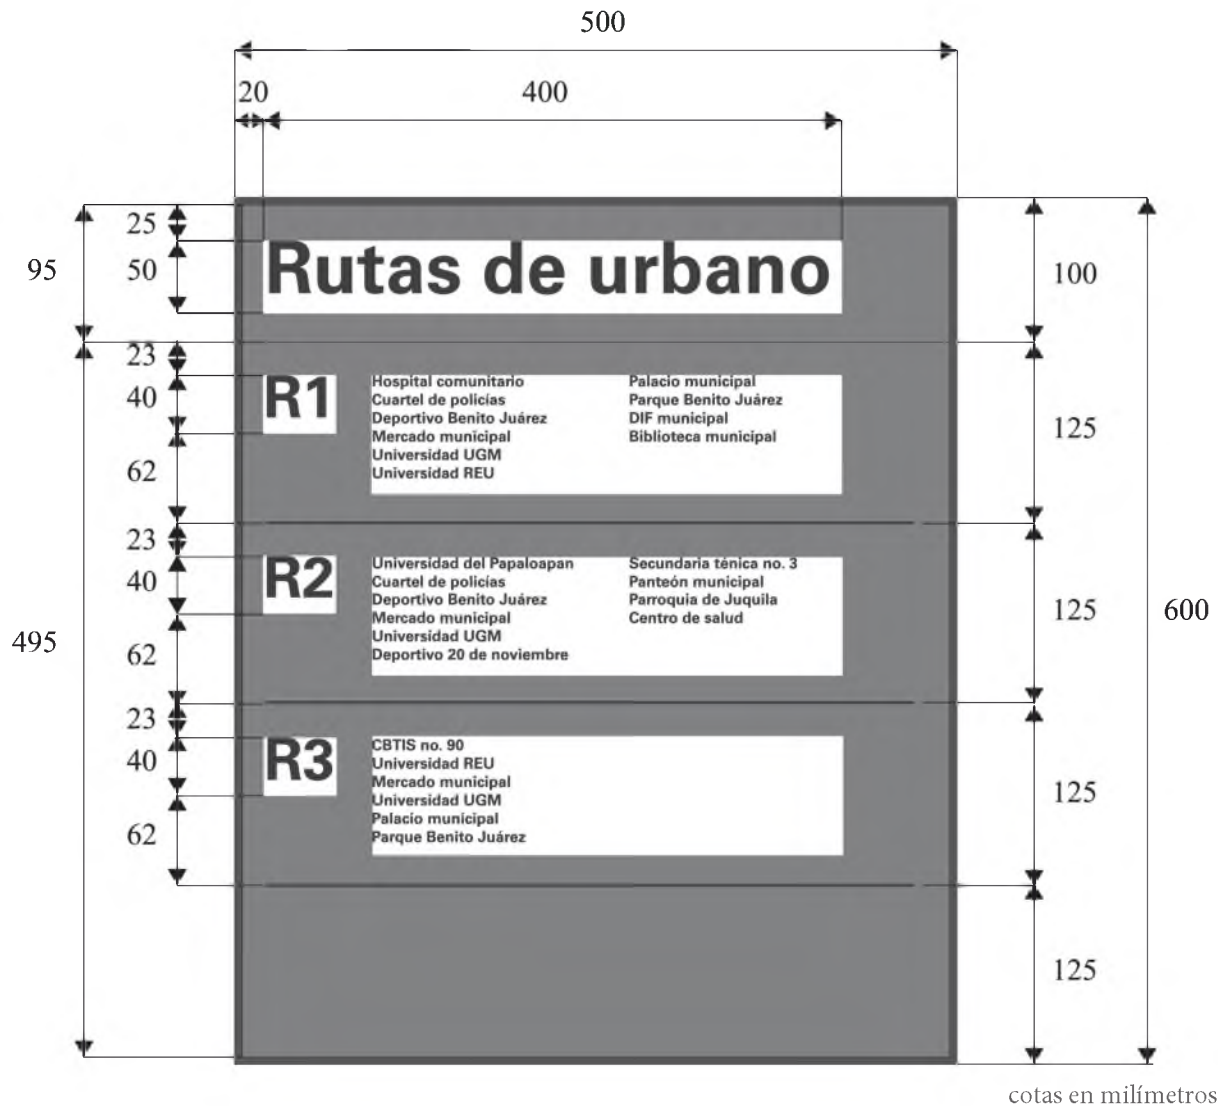 500
20 400
25
95 50 100
Rutas de urbano
23
40
62
125
R1
Hospital comunitario
Cuartel de policías
Deportivo Benito Juárez
Mercado municipal
Universidad UGM
Universidad REU
Palacio municipal
Parque Benito Juárez
DIF municipal
Biblioteca municipal
23
40
62
125
R2
Universidad del Papaloapan
Cuartel de policías
Deportivo Benito Juárez
Mercado municipal
Universidad UGM
Deportivo 20 de noviembre
Secundaria ténica no. 3
Panteón municipal
Parroquia de Juquila
Centro de salud
495
600
23
40
62
125
R3
CBTIS no. 90
Universidad REU
Mercado municipal
Universidad UGM
Palacio municipal
Parque Benito Juárez
125
cotas en milímetros